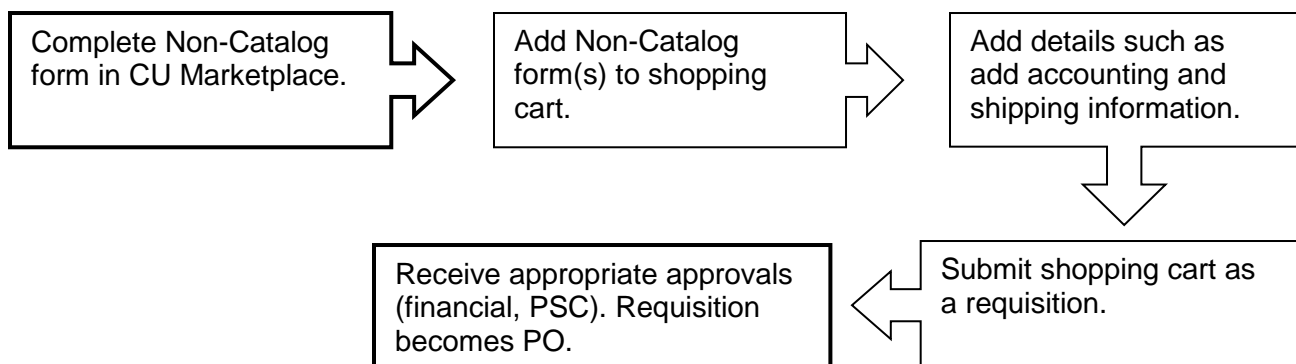 Complete Non-Catalog
form in CU Marketplace.
Add Non-Catalog
form(s) to shopping
cart.
Add details such as
add accounting and
shipping information.
Submit shopping cart as
a requisition.
Receive appropriate approvals
(financial, PSC). Requisition
becomes PO.